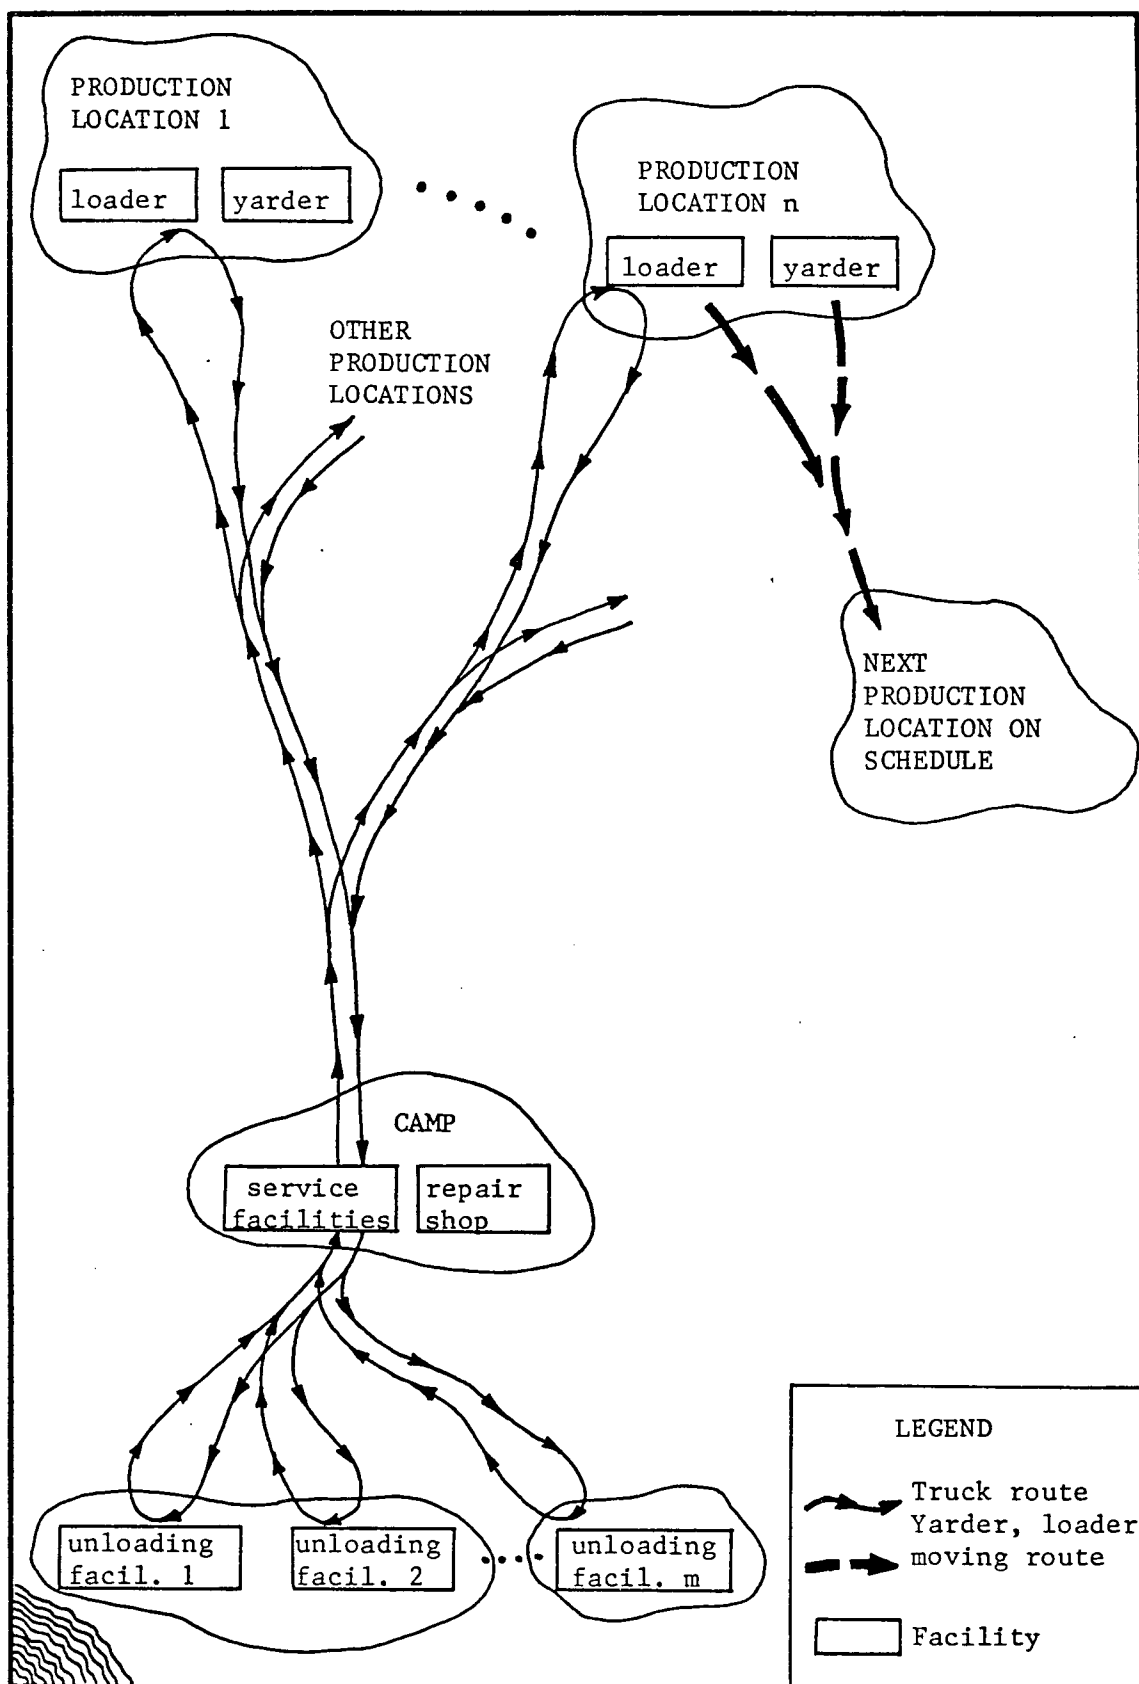 PRODUCTION
LOCATION 1
loader
yarder
PRODUCTION
LOCATION n
loader
yarder
OTHER
PRODUCTION
LOCATIONS
NEXT
PRODUCTION
LOCATION ON
SCHEDULE
CAMP
service
facilities
repair
shop
unloading
facil. 1
unloading
facil. 2
unloading
facil. m
LEGEND
Truck route
Yarder, loader
moving route
Facility